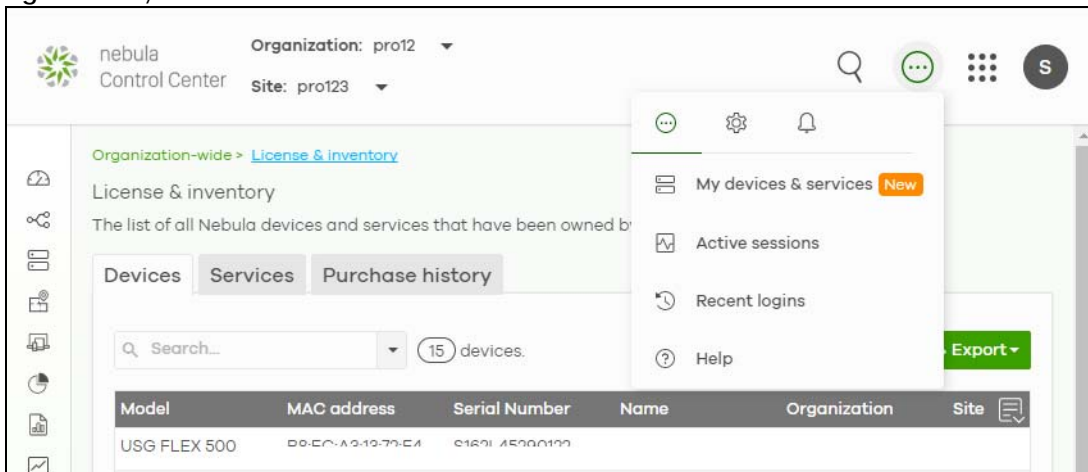 nebula
Control Center
Organization: pro12
Site: pro123
S
Organization-wide > License & inventory
License & inventory
The list of all Nebula devices and services that have been owned b
Devices Services Purchase history
Search... 15 devices. Export
My devices & services New
Active sessions
Recent logins
Help
Model MAC address Serial Number Name Organization Site
USG FLEX 500